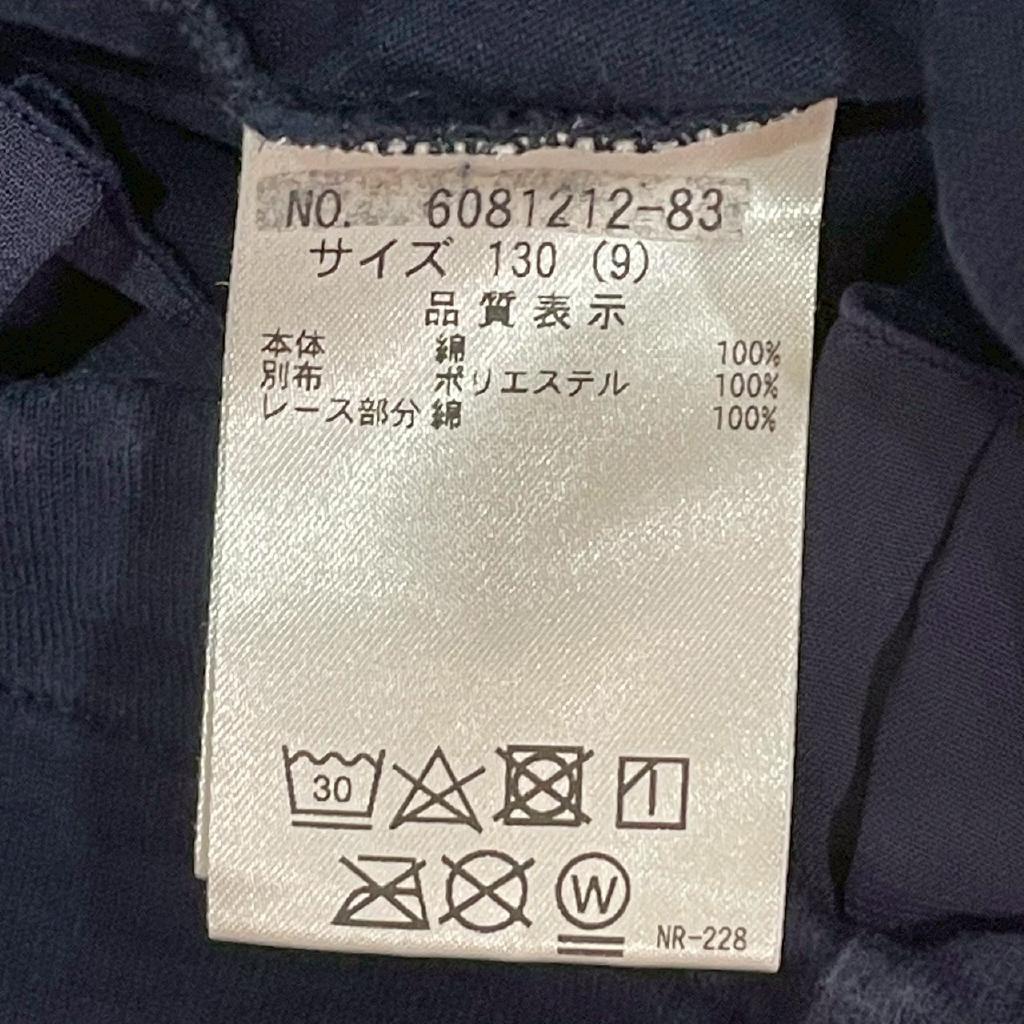 NO. 6081212-83
サイズ 130 (9)
品質表示
本体 綿 100%
別布 ポリエステル 100%
レース部分 綿 100%
30
W
NR-228